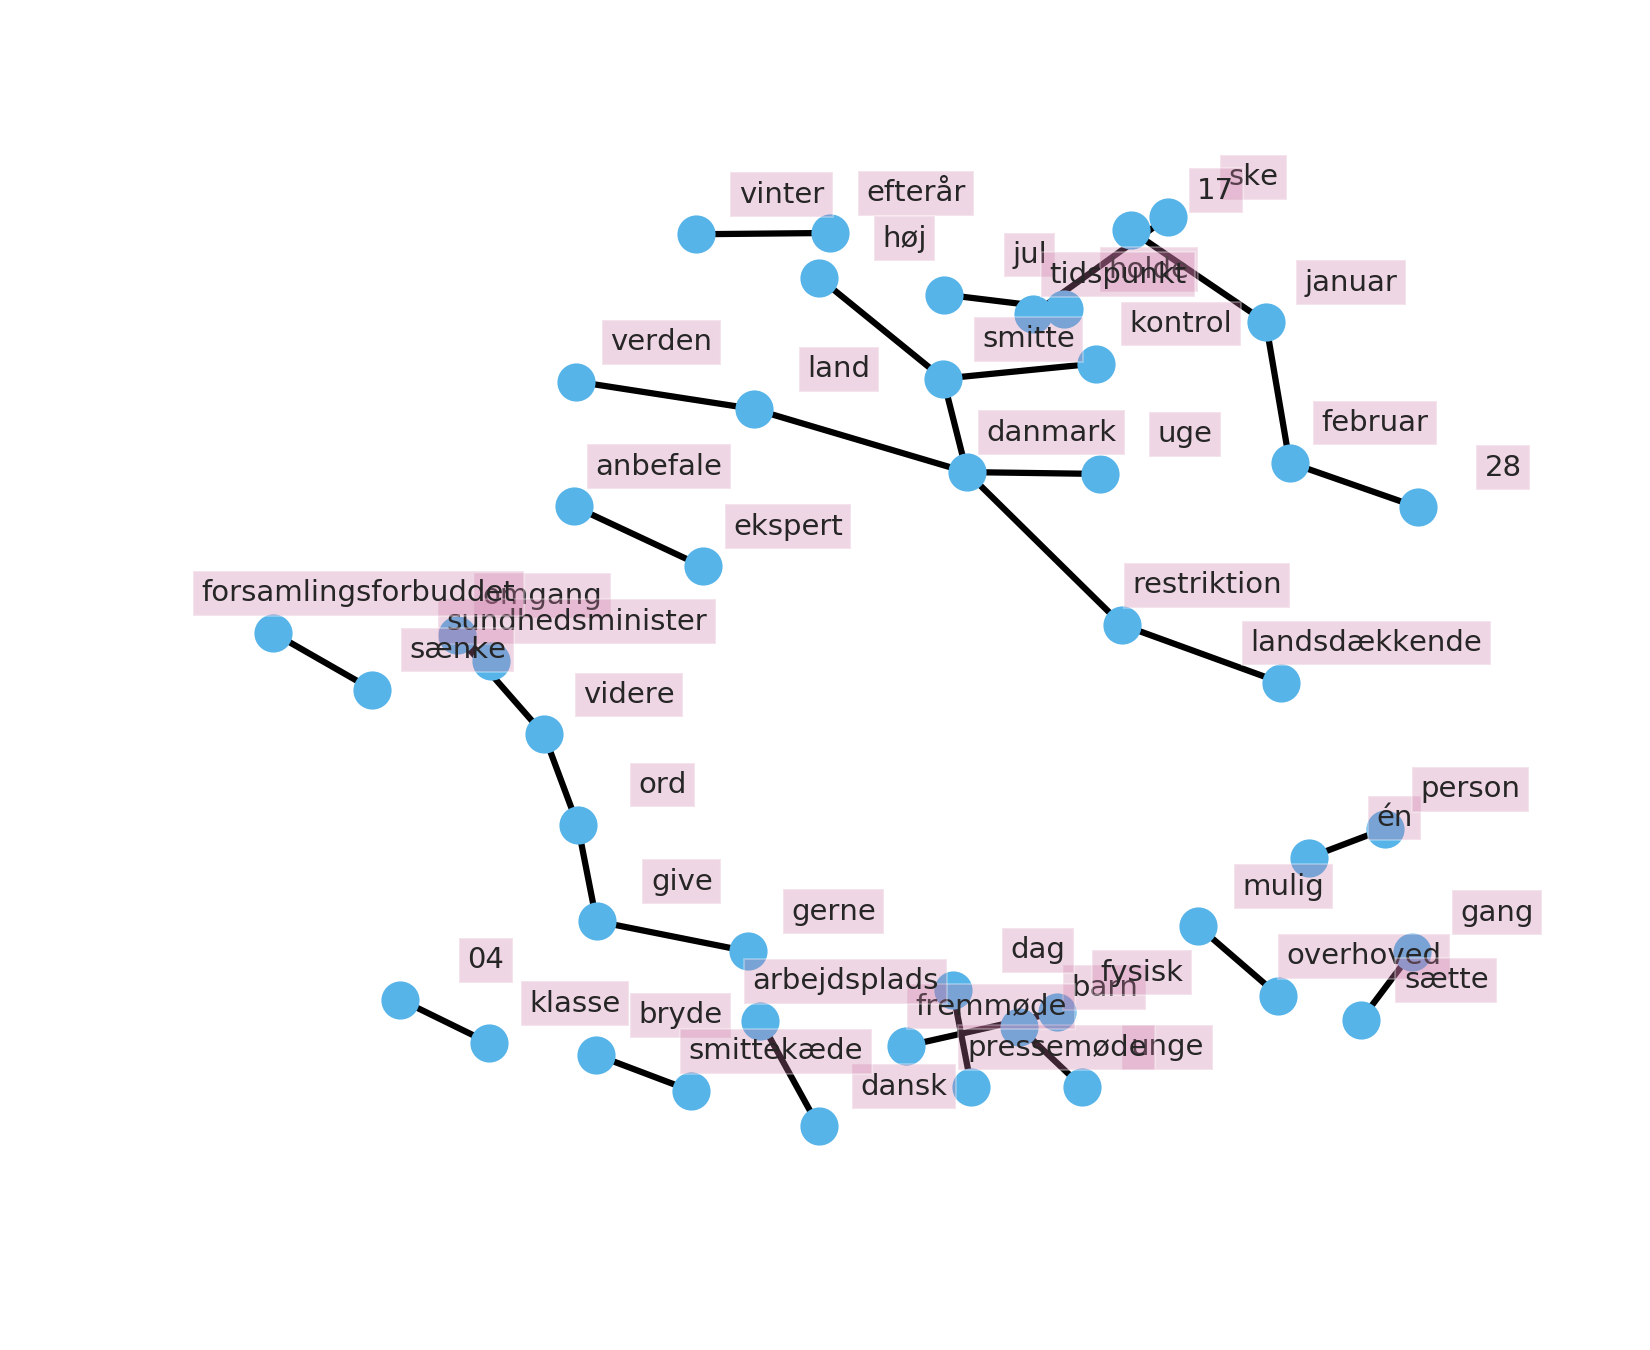 ske
17
vinter
efterår
høj
jul
tidspunkt
holde
januar
kontrol
smitte
verden
land
februar
danmark
uge
anbefale
28
ekspert
restriktion
forsamlingsforbuddet
omgang
sundhedsminister
landsdækkende
sænke
videre
ord
person
én
give
mulig
gerne
gang
dag
overhoved
04
fysisk
arbejdsplads
sætte
barn
klasse
fremmøde
bryde
smittekæde
pressemøde
unge
dansk